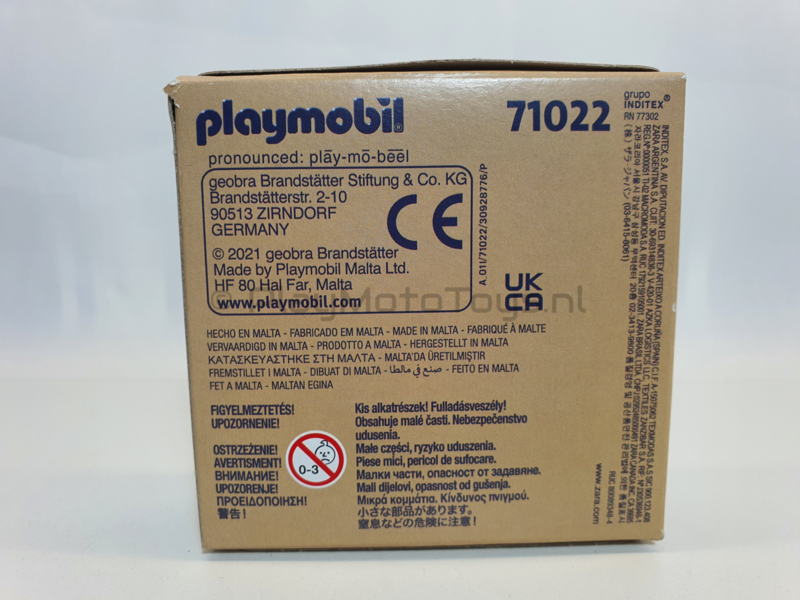 playmobil®
71022
pronounced: plāy-mō-bēēl
geobra Brandstätter Stiftung & Co. KG
Brandstätterstr. 2-10
90513 ZIRNDORF
GERMANY
CE
© 2021 geobra Brandstätter
Made by Playmobil Malta Ltd.
HF 80 Hal Far, Malta
www.playmobil.com
A.011/71022/30928776/P
UK
CA
© PlayMotoToys.nl
HECHO EN MALTA - FABRICADO EM MALTA - MADE IN MALTA - FABRIQUÉ À MALTE
VERVAARDIGD IN MALTA - PRODOTTO A MALTA - HERGESTELLT IN MALTA
ΚΑΤΑΣΚΕΥΑΣΤΗΚΕ ΣΤΗ ΜΑΛΤΑ - MALTA'DA ÜRETILMIŞTIR
FREMSTILLET I MALTA - DIBUAT DI MALTA - صنع في مالطا - FEITO EN MALTA
FET A MALTA - MALTAN EGINA
FIGYELMEZTETÉS!
UPOZORNENIE!
OSTRZEŻENIE!
AVERTISMENT!
ВНИМАНИЕ!
UPOZORENJE!
ΠΡΟΕΙΔΟΠΟΙΗΣΗ!
警告!
0-3
Kis alkatrészek! Fulladásveszély!
Obsahuje malé časti. Nebezpečenstvo
udusenia.
Małe części, ryzyko uduszenia.
Piese mici, pericol de sufocare.
Малки части, опасност от задавяне.
Mali dijelovi, opasnost od gušenja.
Μικρά κομμάτια. Κίνδυνος πνιγμού.
小さな部品があります。
窒息などの危険に注意!
grupo
INDITEX®
RN 77302
www.zara.com